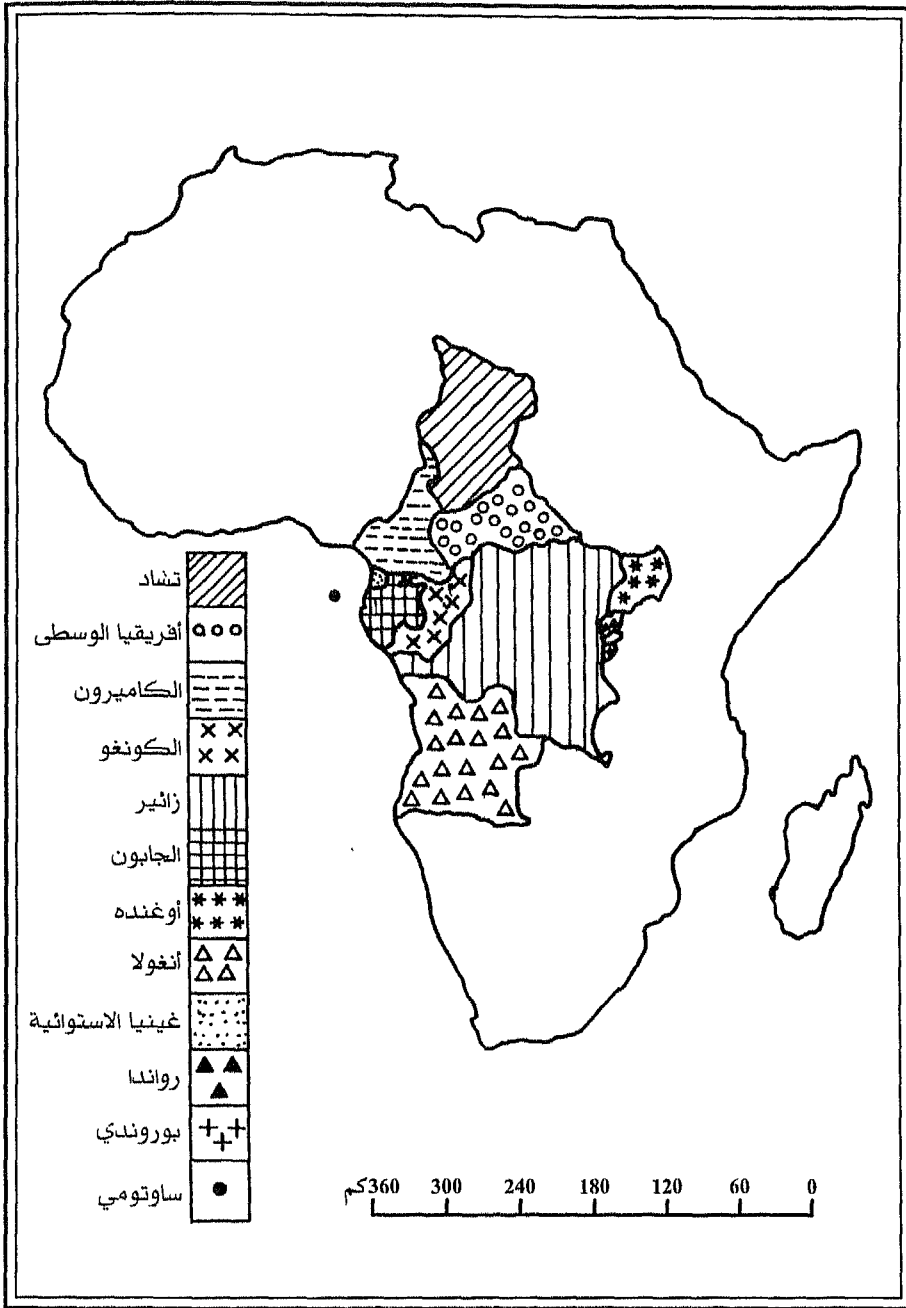 تشاد
أفريقيا الوسطى
الكاميرون
الكونغو
زائير
الجابون
أوغنده
أنغولا
غينيا الاستوائية
رواندا
بوروندي
ساوتومي
0 60 120 180 240 300 360كم